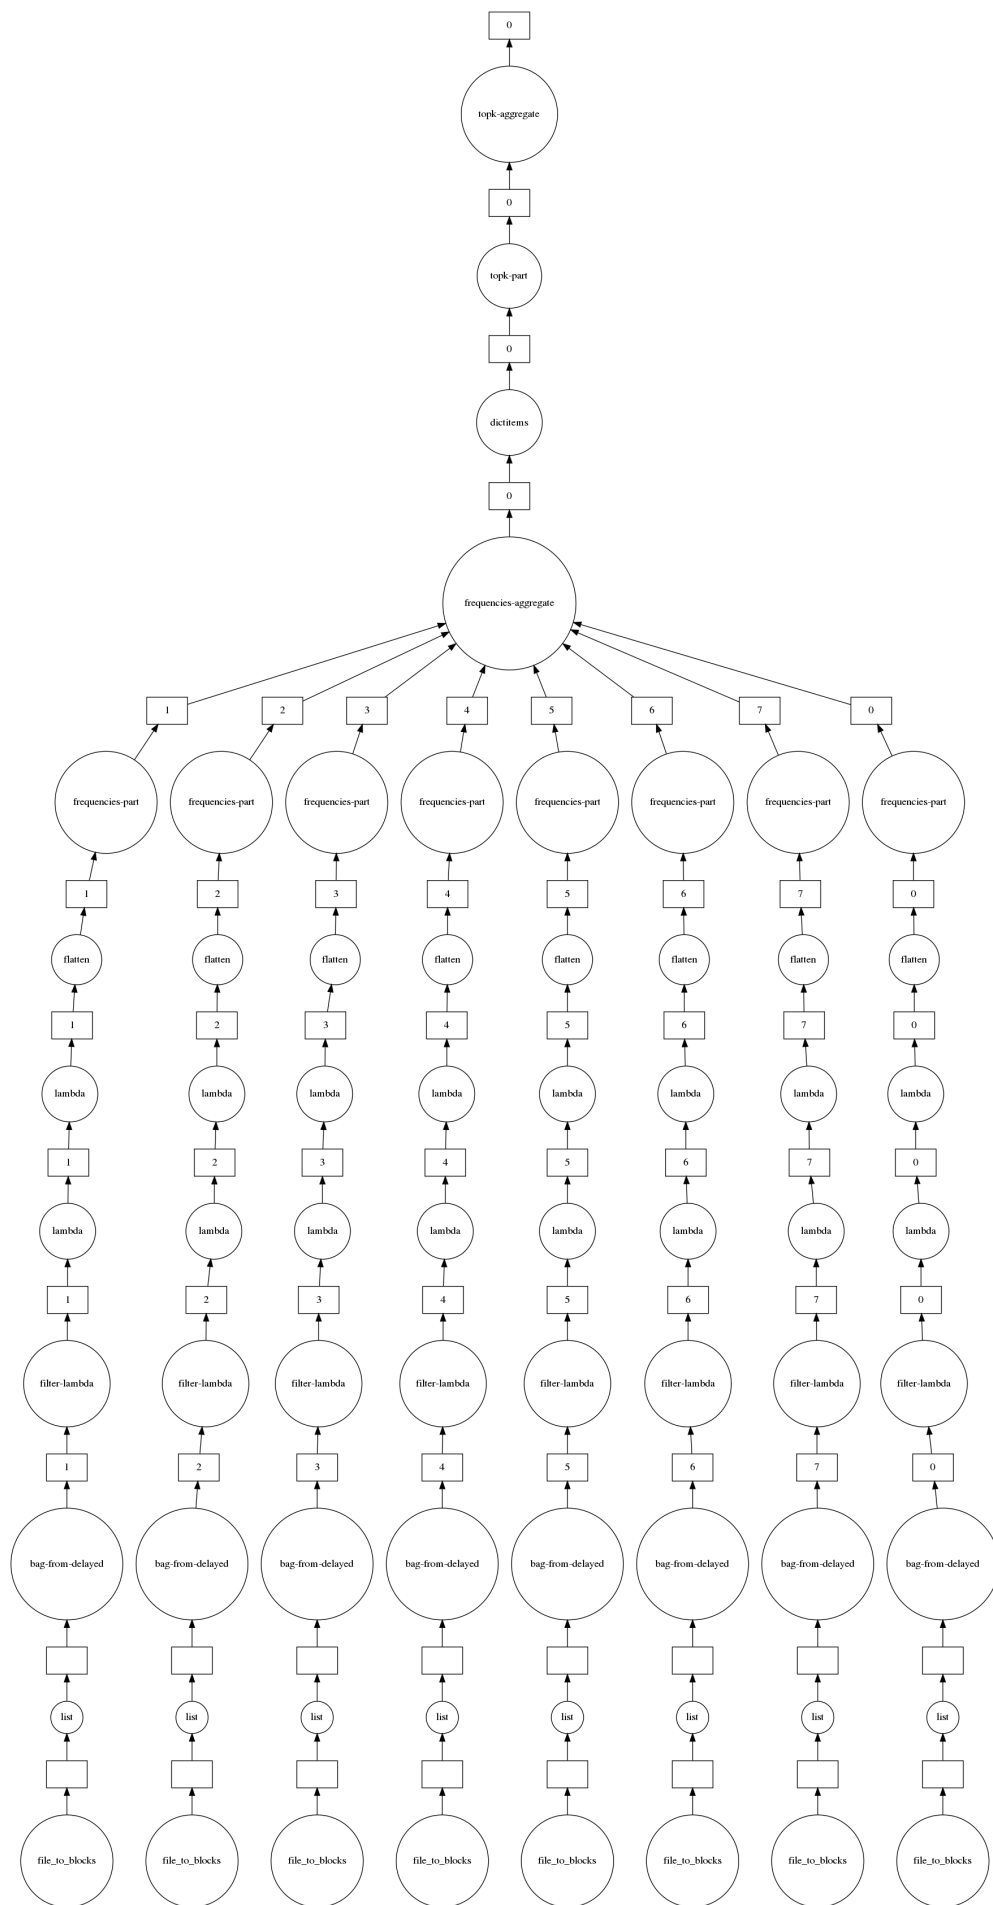 0
topk-aggregate
0
topk-part
0
dictitems
0
frequencies-aggregate
1 2 3 4 5 6 7 0
frequencies-part frequencies-part frequencies-part frequencies-part frequencies-part frequencies-part frequencies-part frequencies-part
1 2 3 4 5 6 7 0
flatten flatten flatten flatten flatten flatten flatten flatten
1 2 3 4 5 6 7 0
lambda lambda lambda lambda lambda lambda lambda lambda
1 2 3 4 5 6 7 0
lambda lambda lambda lambda lambda lambda lambda lambda
1 2 3 4 5 6 7 0
filter-lambda filter-lambda filter-lambda filter-lambda filter-lambda filter-lambda filter-lambda filter-lambda
1 2 3 4 5 6 7 0
bag-from-delayed bag-from-delayed bag-from-delayed bag-from-delayed bag-from-delayed bag-from-delayed bag-from-delayed bag-from-delayed
list list list list list list list list
file_to_blocks file_to_blocks file_to_blocks file_to_blocks file_to_blocks file_to_blocks file_to_blocks file_to_blocks